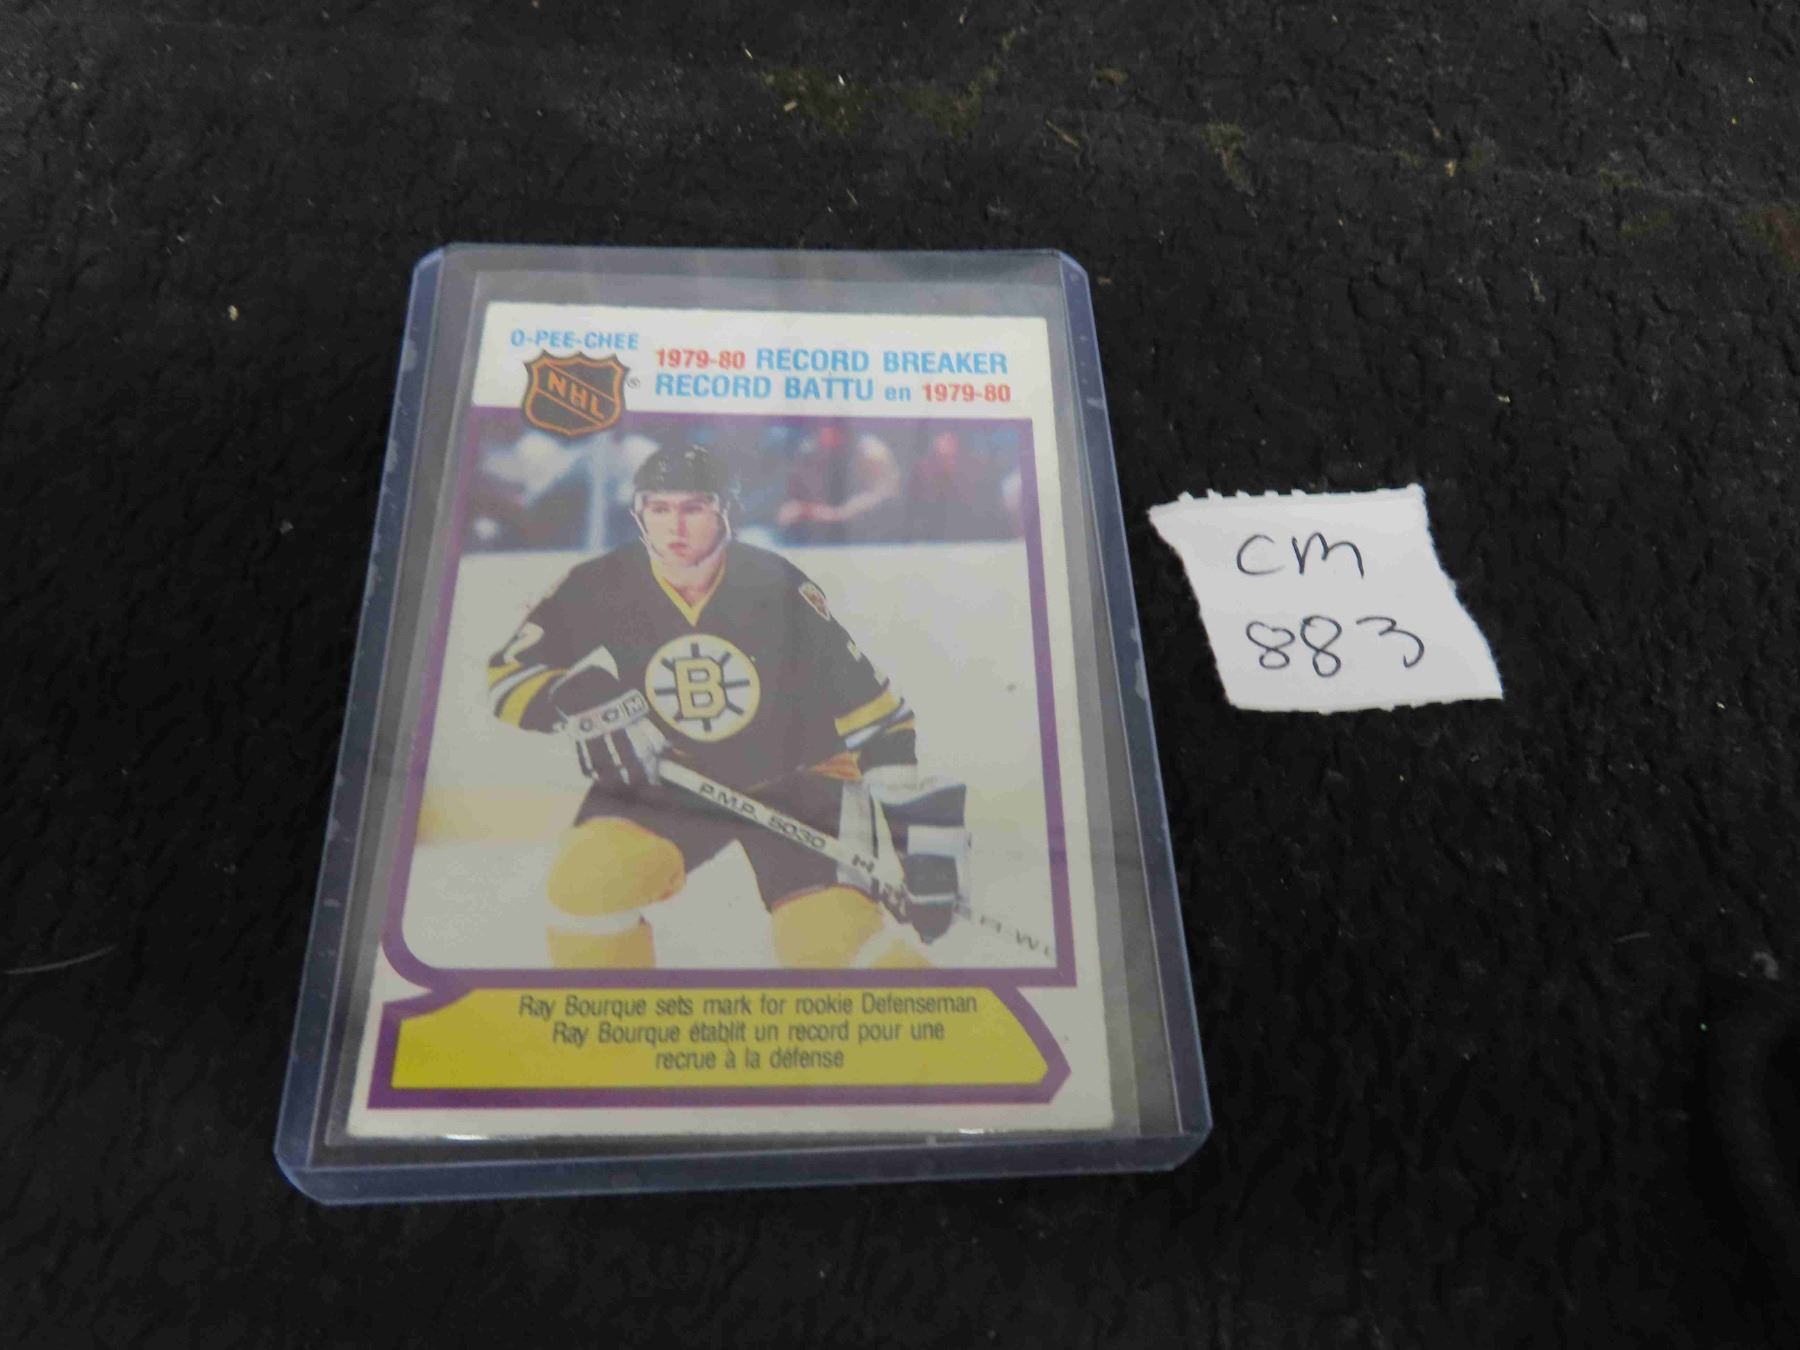 O-PEE-CHEE
NHL
1979-80 RECORD BREAKER
RECORD BATTU en 1979-80
7
B
CCM
P.M.P. 5030
Ray Bourque sets mark for rookie Defenseman
Ray Bourque établit un record pour une
recrue à la défense
CM
883